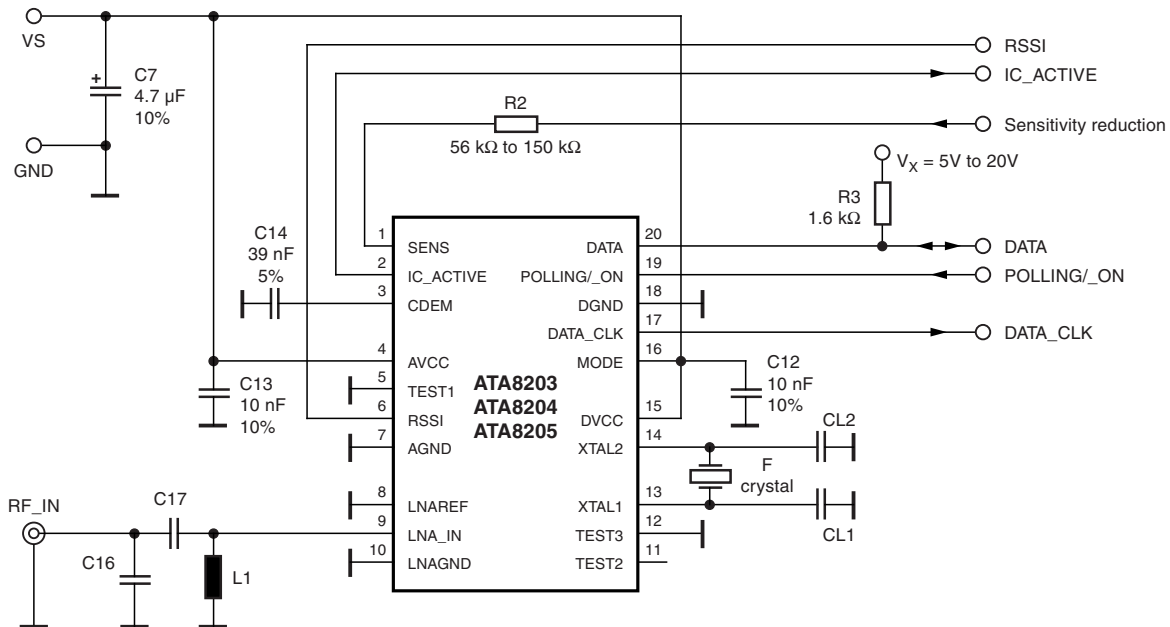 VS
C7
4.7 µF
10%
GND
RSSI
IC_ACTIVE
R2
56 kΩ to 150 kΩ
Sensitivity reduction
V_X = 5V to 20V
R3
1.6 kΩ
C14
39 nF
5%
1
SENS
DATA
20
DATA
2
IC_ACTIVE
POLLING/_ON
19
POLLING/_ON
3
CDEM
DGND
18
DATA_CLK
17
DATA_CLK
4
AVCC
MODE
16
C13
10 nF
10%
5
TEST1
ATA8203
ATA8204
ATA8205
C12
10 nF
10%
6
RSSI
DVCC
15
7
AGND
XTAL2
14
CL2
F
crystal
8
LNAREF
XTAL1
13
CL1
RF_IN
C17
9
LNA_IN
TEST3
12
C16
L1
10
LNAGND
TEST2
11